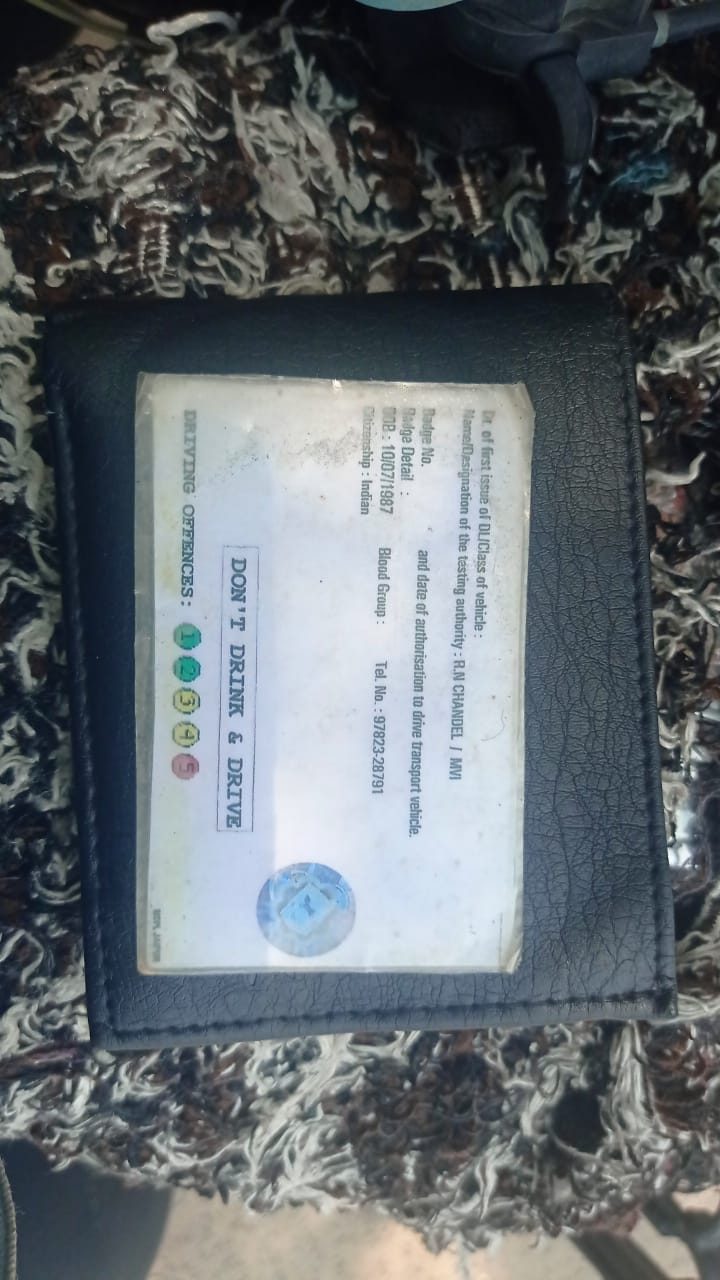 Dt. of first issue of DL/Class of vehicle :
Name/Designation of the testing authority : R.N CHANDEL / MVI
Badge No. and date of authorisation to drive transport vehicle.
Badge Detail :
DOB : 10/07/1987 Blood Group : Tel. No. : 97823-28791
Citizenship : Indian
DON'T DRINK & DRIVE
DRIVING OFFENCES: 1 2 3 4 5